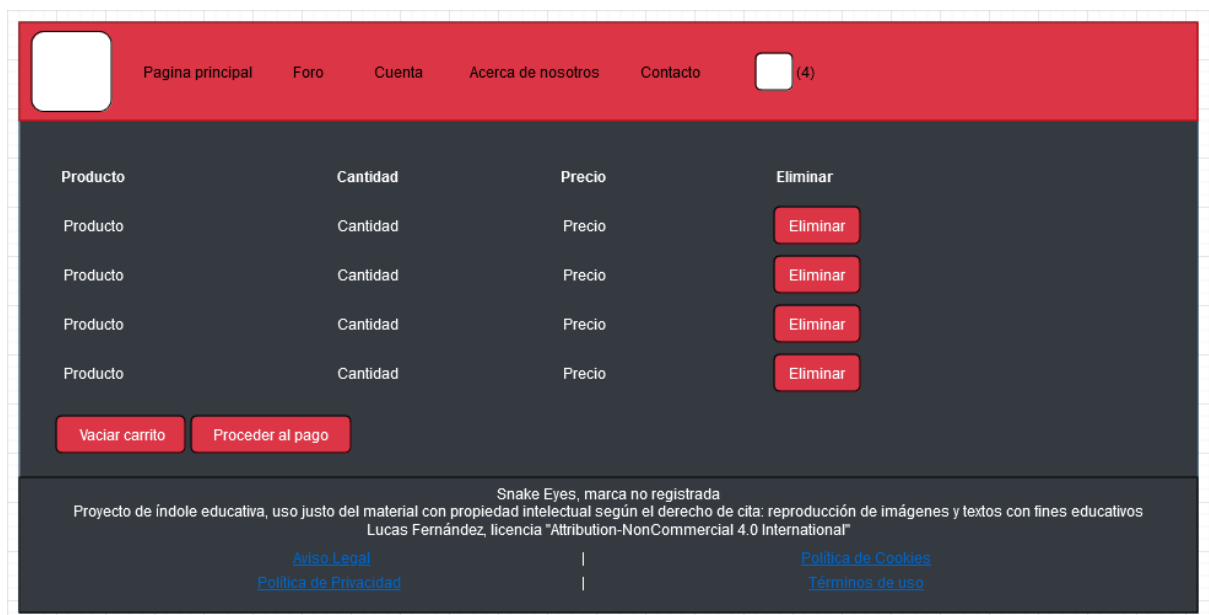 Pagina principal Foro Cuenta Acerca de nosotros Contacto (4)
Producto Cantidad Precio Eliminar
Producto Cantidad Precio Eliminar
Producto Cantidad Precio Eliminar
Producto Cantidad Precio Eliminar
Producto Cantidad Precio Eliminar
Vaciar carrito Proceder al pago
Snake Eyes, marca no registrada
Proyecto de índole educativa, uso justo del material con propiedad intelectual según el derecho de cita: reproducción de imágenes y textos con fines educativos
Lucas Fernández, licencia "Attribution-NonCommercial 4.0 International"
Aviso Legal | Política de Cookies
Política de Privacidad | Términos de uso